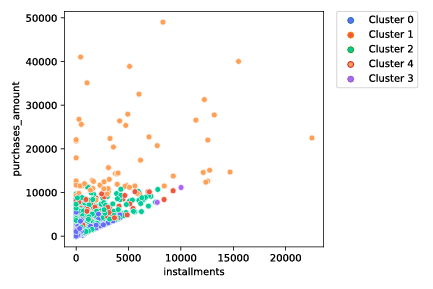 50000
40000
30000
20000
10000
0
purchases_amount
0
5000
10000
15000
20000
installments
Cluster 0
Cluster 1
Cluster 2
Cluster 4
Cluster 3